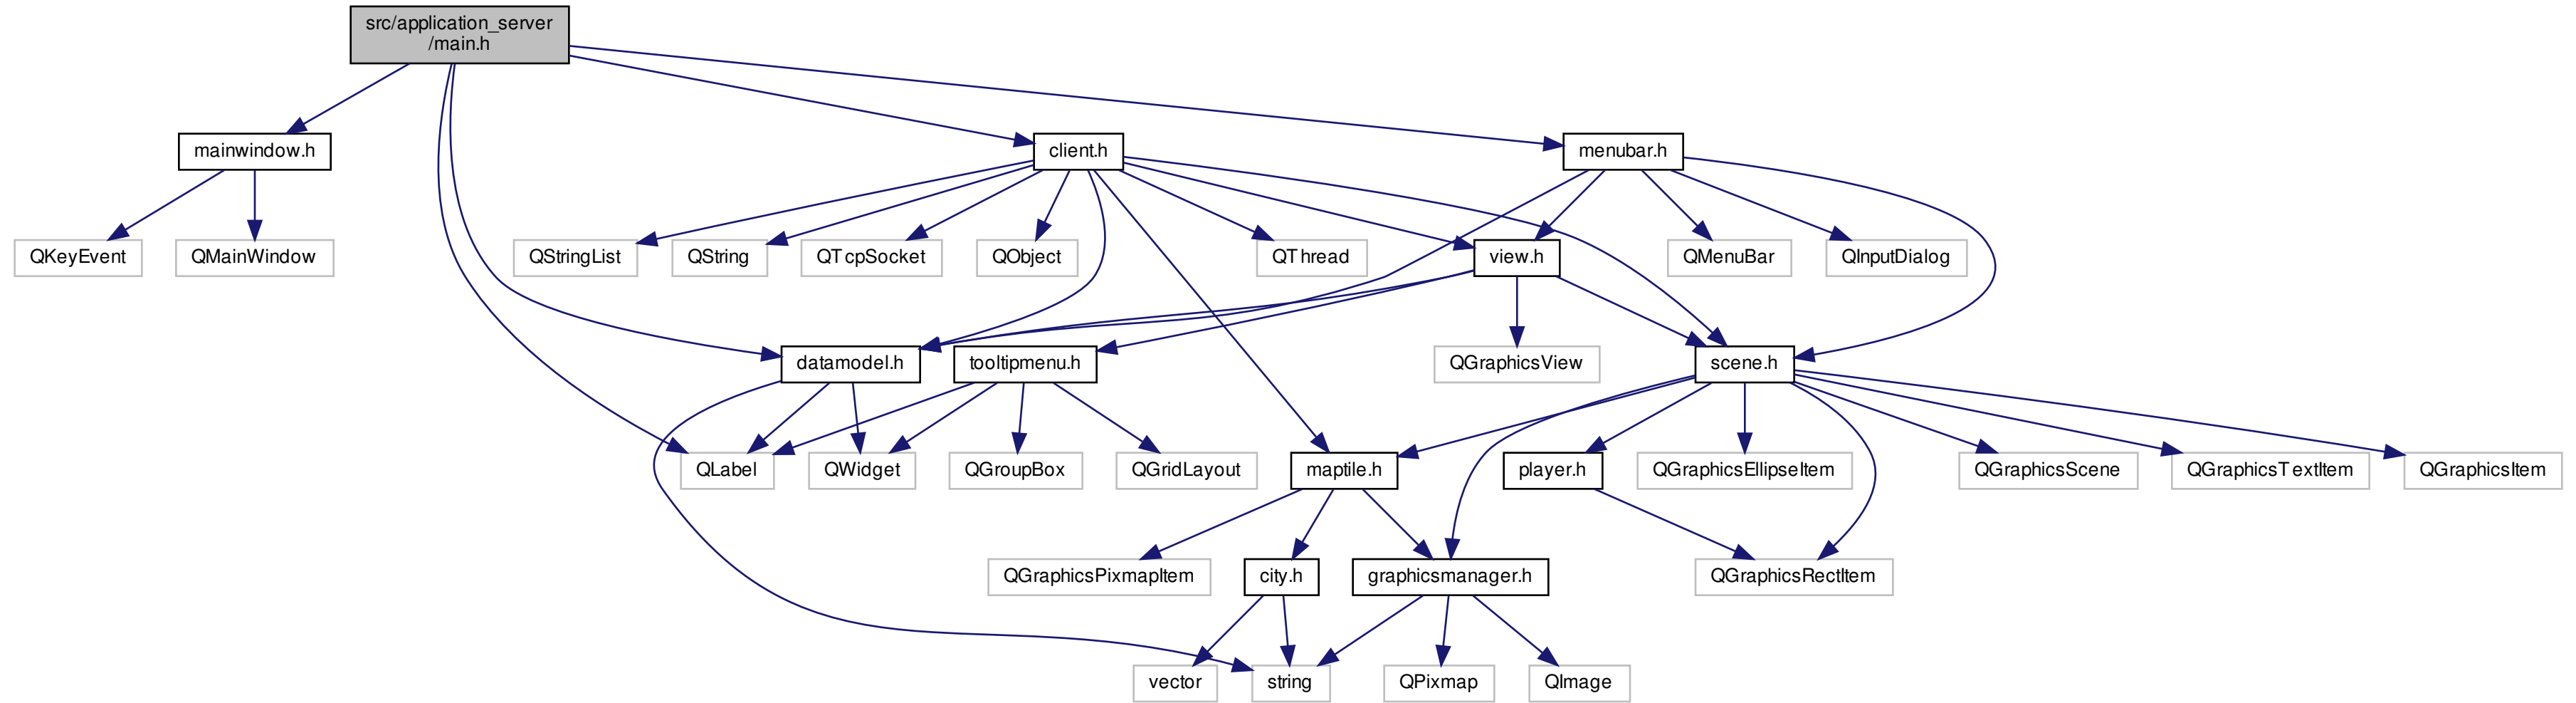 src/application_server
/main.h
mainwindow.h
client.h
menubar.h
QKeyEvent
QMainWindow
QStringList
QString
QTcpSocket
QObject
QThread
view.h
QMenuBar
QInputDialog
datamodel.h
tooltipmenu.h
QGraphicsView
scene.h
QLabel
QWidget
QGroupBox
QGridLayout
maptile.h
player.h
QGraphicsEllipseItem
QGraphicsScene
QGraphicsTextItem
QGraphicsItem
QGraphicsPixmapItem
city.h
graphicsmanager.h
QGraphicsRectItem
vector
string
QPixmap
QImage